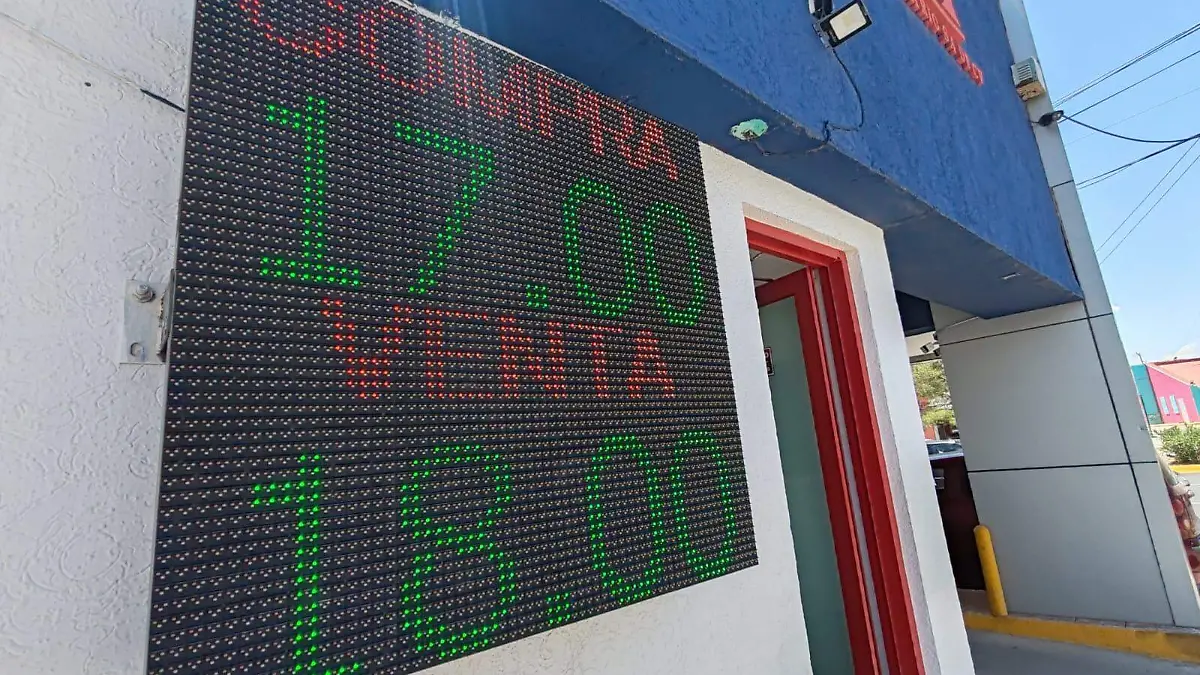 COMPRA
17.00
VENTA
18.00